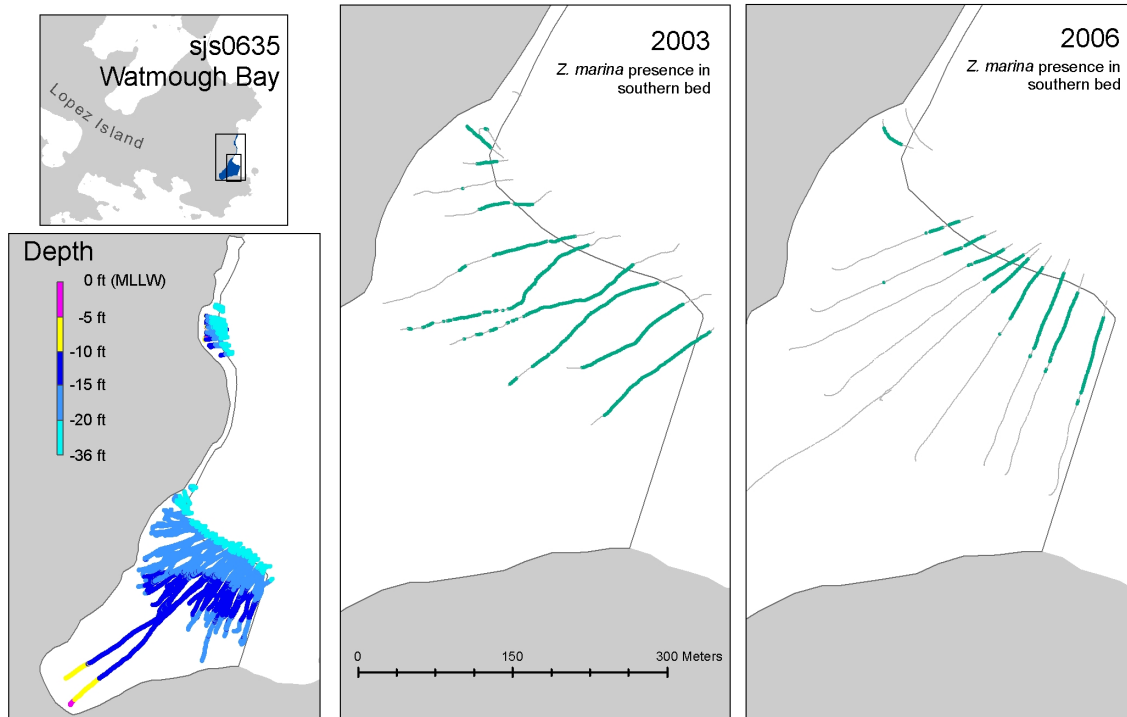 sjs0635
Watmough Bay
Lopez Island
Depth
0 ft (MLLW)
-5 ft
-10 ft
-15 ft
-20 ft
-36 ft
2003
Z. marina presence in
southern bed
0 150 300 Meters
2006
Z. marina presence in
southern bed